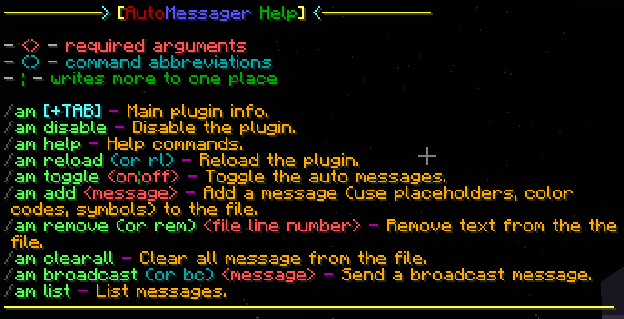 > [AutoMessager Help] <
- <> - required arguments
- () - command abbreviations
- ¦ - writes more to one place
/am [+TAB] - Main plugin info.
/am disable - Disable the plugin.
/am help - Help commands.
/am reload (or rl) - Reload the plugin.
/am toggle <on¦off> - Toggle the auto messages.
/am add <message> - Add a message (use placeholders, color
codes, symbols) to the file.
/am remove (or rem) <file line number> - Remove text from the the
file.
/am clearall - Clear all message from the file.
/am broadcast (or bc) <message> - Send a broadcast message.
/am list - List messages.